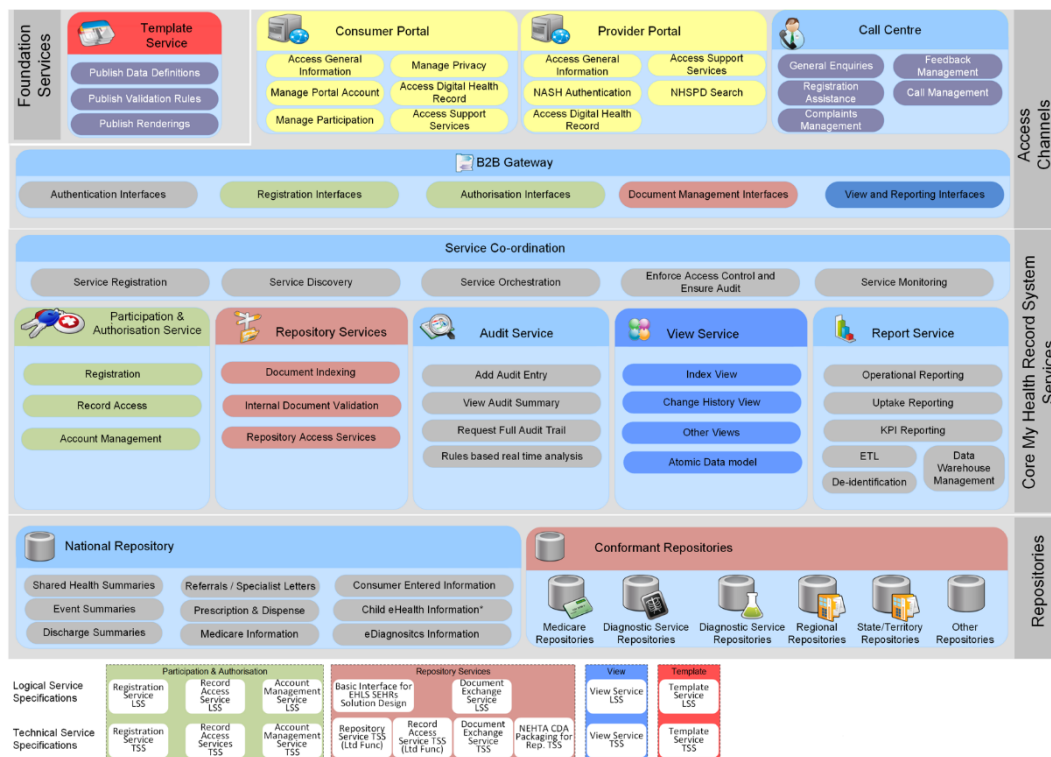 Foundation
Services
Template
Service
Publish Data Definitions
Publish Validation Rules
Publish Renderings
Consumer Portal
Access General
Information
Manage Privacy
Manage Portal Account
Access Digital Health
Record
Manage Participation
Access Support
Services
Provider Portal
Access General
Information
Access Support
Services
NASH Authentication
NHSPD Search
Access Digital Health
Record
Call Centre
General Enquiries
Feedback
Management
Registration
Assistance
Call Management
Complaints
Management
Access
Channels
B2B Gateway
Authentication Interfaces
Registration Interfaces
Authorisation Interfaces
Document Management Interfaces
View and Reporting Interfaces
Service Co-ordination
Service Registration
Service Discovery
Service Orchestration
Enforce Access Control and
Ensure Audit
Service Monitoring
Core My Health Record System
Services
Participation &
Authorisation Service
Registration
Record Access
Account Management
Repository Services
Document Indexing
Internal Document Validation
Repository Access Services
Audit Service
Add Audit Entry
View Audit Summary
Request Full Audit Trail
Rules based real time analysis
View Service
Index View
Change History View
Other Views
Atomic Data model
Report Service
Operational Reporting
Uptake Reporting
KPI Reporting
ETL
Data
Warehouse
Management
De-identification
Repositories
National Repository
Shared Health Summaries
Referrals / Specialist Letters
Consumer Entered Information
Event Summaries
Prescription & Dispense
Child eHealth Information*
Discharge Summaries
Medicare Information
eDiagnositcs Information
Conformant Repositories
Medicare
Repositories
Diagnostic Service
Repositories
Diagnostic Service
Repositories
Regional
Repositories
State/Territory
Repositories
Other
Repositories
Participation & Authorisation
Repository Services
View
Template
Logical Service
Specifications
Registration
Service
LSS
Record
Access
Service
LSS
Account
Management
Service
LSS
Basic Interface for
EHLS SEHRs
Solution Design
Document
Exchange
Service
LSS
View Service
LSS
Template
Service
LSS
Technical Service
Specifications
Registration
Service
TSS
Record
Access
Services
TSS
Account
Management
Service
TSS
Repository
Service TSS
(Ltd Func)
Record
Access
Service TSS
(Ltd Func)
Document
Exchange
Service
TSS
NEHTA CDA
Packaging for
Rep. TSS
View Service
TSS
Template
Service
TSS